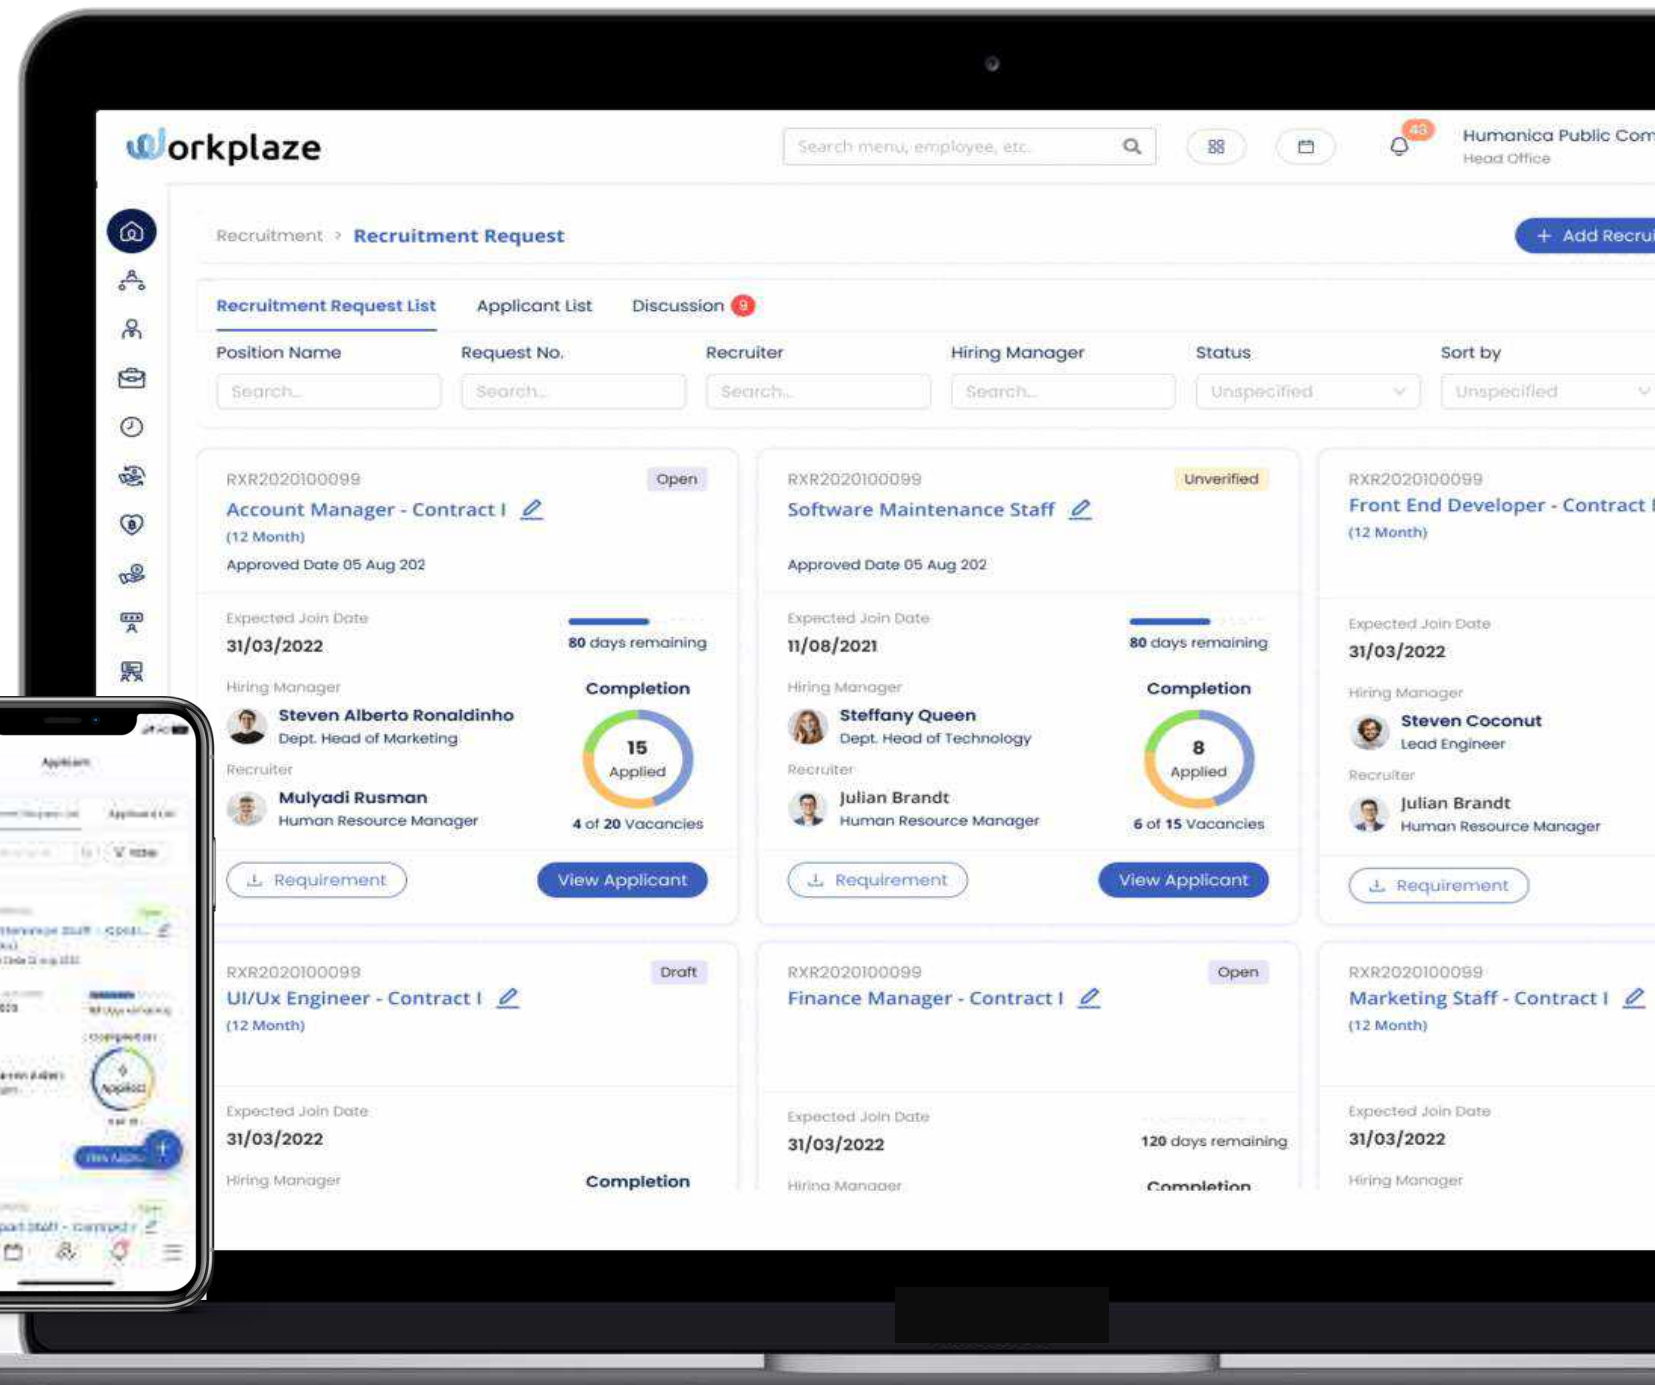 Workplaze
Search menu, employee, etc.
43
Humanica Public Com
Head Office
Recruitment > Recruitment Request
+ Add Recrui
Recruitment Request List Applicant List Discussion 9
Position Name Request No. Recruiter Hiring Manager Status Sort by
Search... Search... Search... Search... Unspecified Unspecified
RXR2020100099 Open
Account Manager - Contract I
(12 Month)
Approved Date 05 Aug 202
Expected Join Date
31/03/2022
80 days remaining
Hiring Manager
Steven Alberto Ronaldinho
Dept. Head of Marketing
Recruiter
Mulyadi Rusman
Human Resource Manager
Completion
15
Applied
4 of 20 Vacancies
Requirement View Applicant
RXR2020100099 Unverified
Software Maintenance Staff
Approved Date 05 Aug 202
Expected Join Date
11/08/2021
80 days remaining
Hiring Manager
Steffany Queen
Dept. Head of Technology
Recruiter
Julian Brandt
Human Resource Manager
Completion
8
Applied
6 of 15 Vacancies
Requirement View Applicant
RXR2020100099
Front End Developer - Contract
(12 Month)
Expected Join Date
31/03/2022
Hiring Manager
Steven Coconut
Lead Engineer
Recruiter
Julian Brandt
Human Resource Manager
Requirement
RXR2020100099 Draft
UI/Ux Engineer - Contract I
(12 Month)
Expected Join Date
31/03/2022
Hiring Manager
Completion
RXR2020100099 Open
Finance Manager - Contract I
Expected Join Date
31/03/2022
120 days remaining
Hiring Manager
Completion
RXR2020100099
Marketing Staff - Contract I
(12 Month)
Expected Join Date
31/03/2022
Hiring Manager
Applicant
Applicant List
Filter
Open
days remaining
Completion
Applied
View Applic